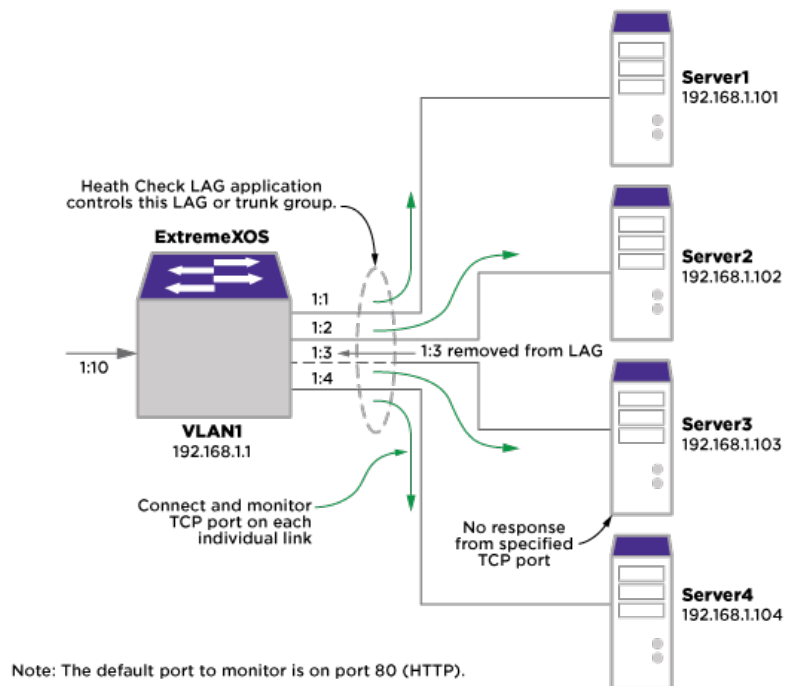 Server1
192.168.1.101
Heath Check LAG application
controls this LAG or trunk group.
ExtremeXOS
Server2
192.168.1.102
1:1
1:2
1:3
1:3 removed from LAG
1:4
1:10
VLAN1
192.168.1.1
Server3
192.168.1.103
Connect and monitor
TCP port on each
individual link
No response
from specified
TCP port
Server4
192.168.1.104
Note: The default port to monitor is on port 80 (HTTP).